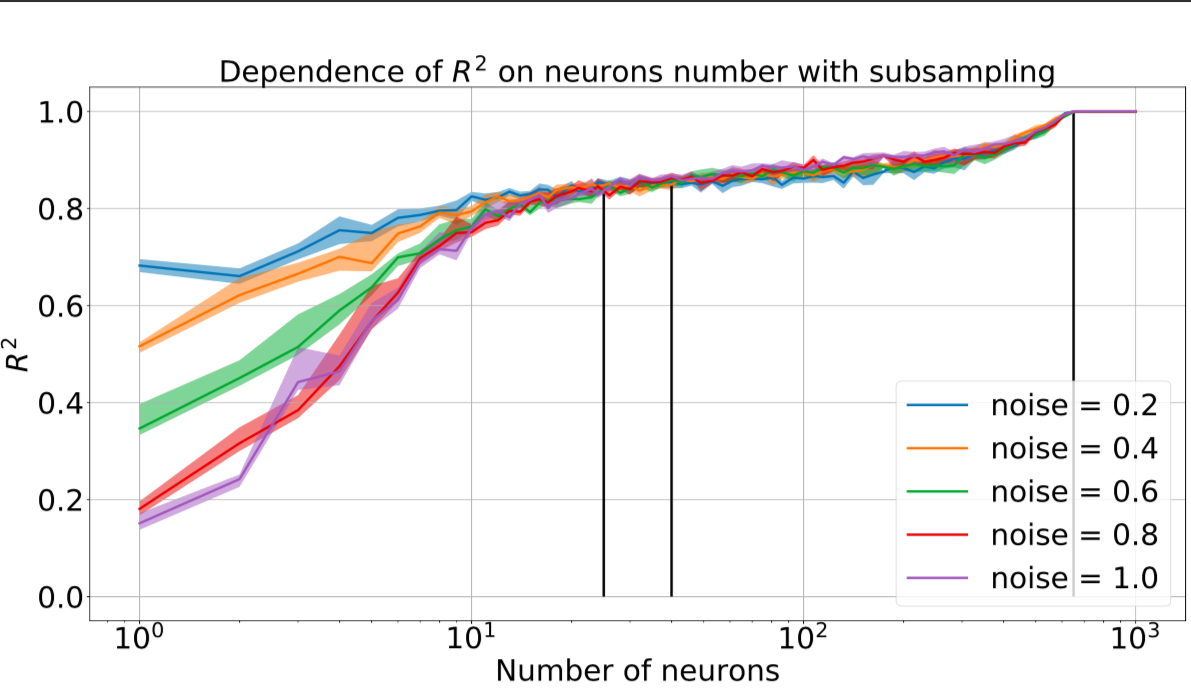 Dependence of R² on neurons number with subsampling
1.0
0.8
0.6
0.4
0.2
0.0
R²
10⁰
10¹
10²
10³
Number of neurons
noise = 0.2
noise = 0.4
noise = 0.6
noise = 0.8
noise = 1.0